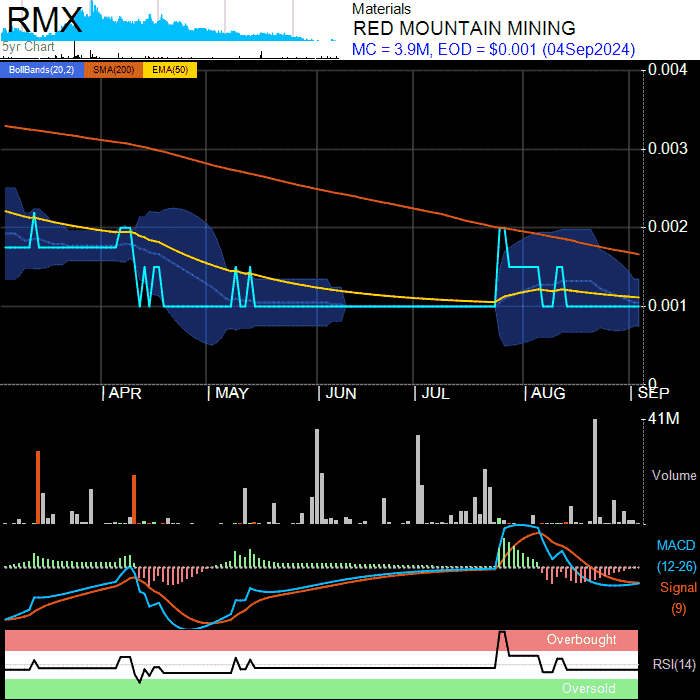 RMX
5yr Chart
Materials
RED MOUNTAIN MINING
MC = 3.9M, EOD = $0.001 (04Sep2024)
BollBands(20,2) SMA(200) EMA(50)
0.004
0.003
0.002
0.001
0
APR MAY JUN JUL AUG SEP
41M
Volume
MACD
(12-26)
Signal
(9)
Overbought
RSI(14)
Oversold